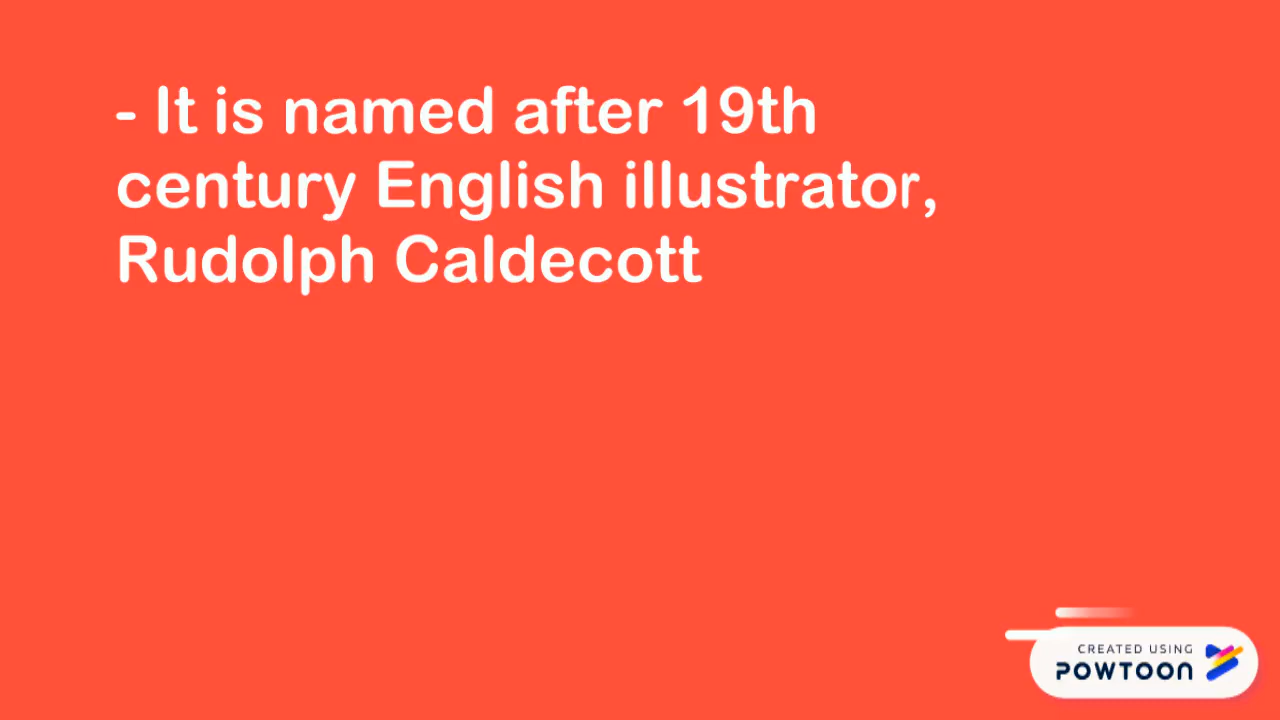 - It is named after 19th
century English illustrator,
Rudolph Caldecott
CREATED USING
POWTOON